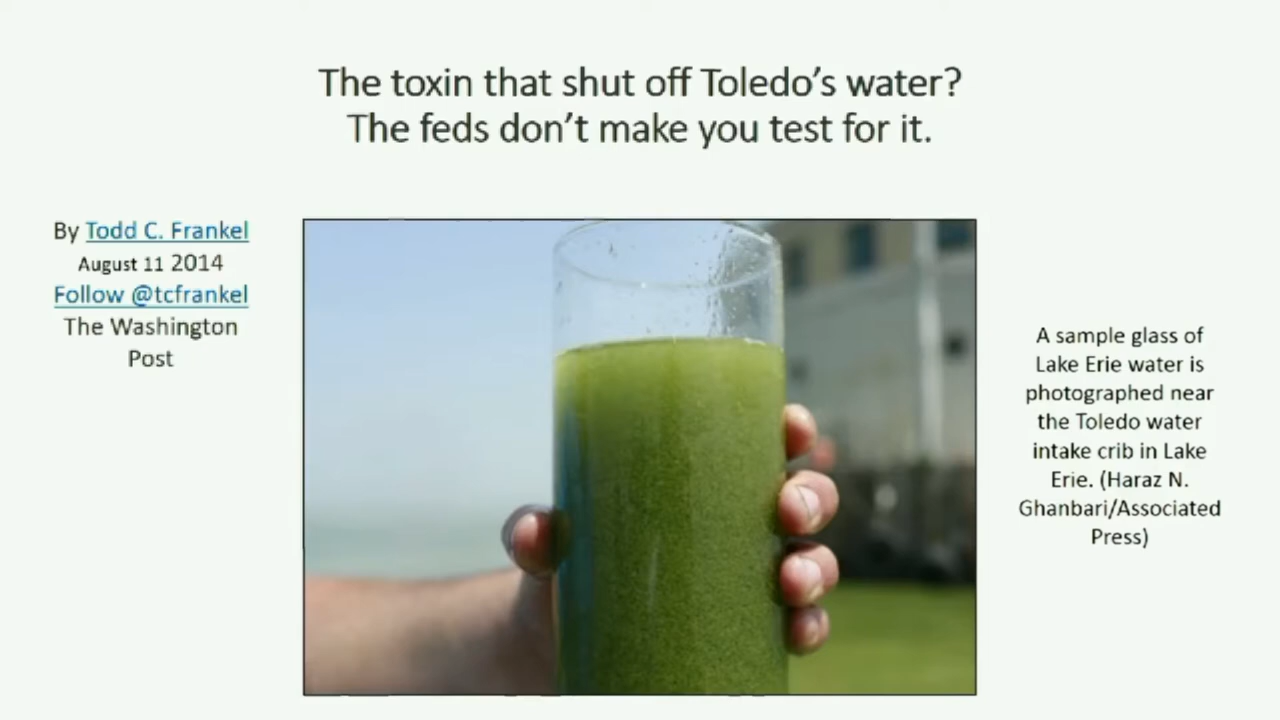 The toxin that shut off Toledo’s water?
The feds don’t make you test for it.
By Todd C. Frankel
August 11 2014
Follow @tcfrankel
The Washington
Post
A sample glass of
Lake Erie water is
photographed near
the Toledo water
intake crib in Lake
Erie. (Haraz N.
Ghanbari/Associated
Press)